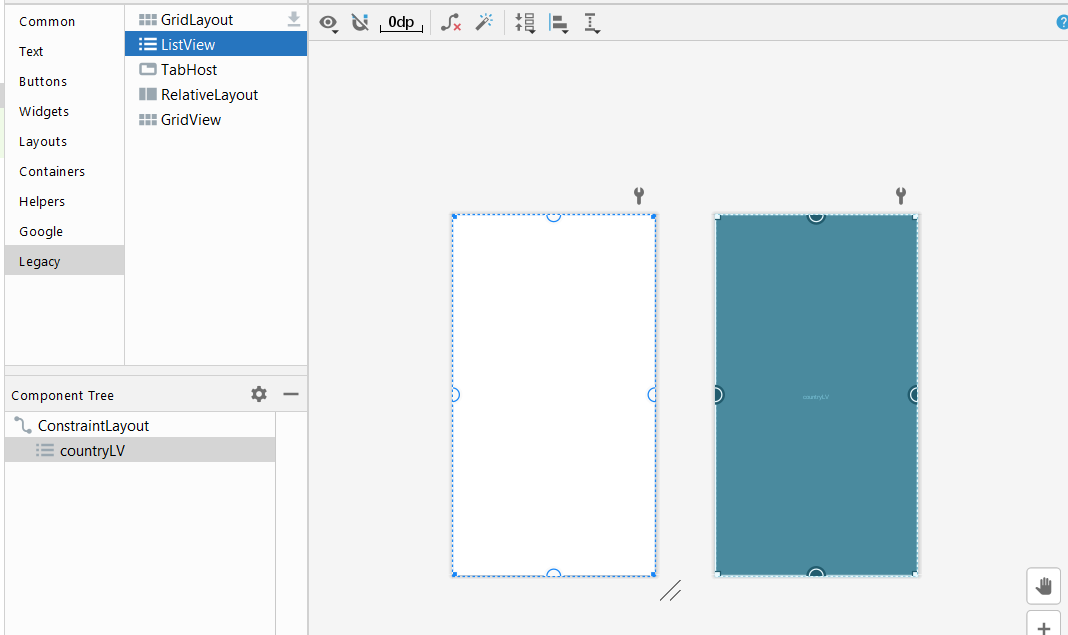 Common
Text
Buttons
Widgets
Layouts
Containers
Helpers
Google
Legacy
GridLayout
ListView
TabHost
RelativeLayout
GridView
0dp
?
Component Tree
ConstraintLayout
countryLV
countryLV